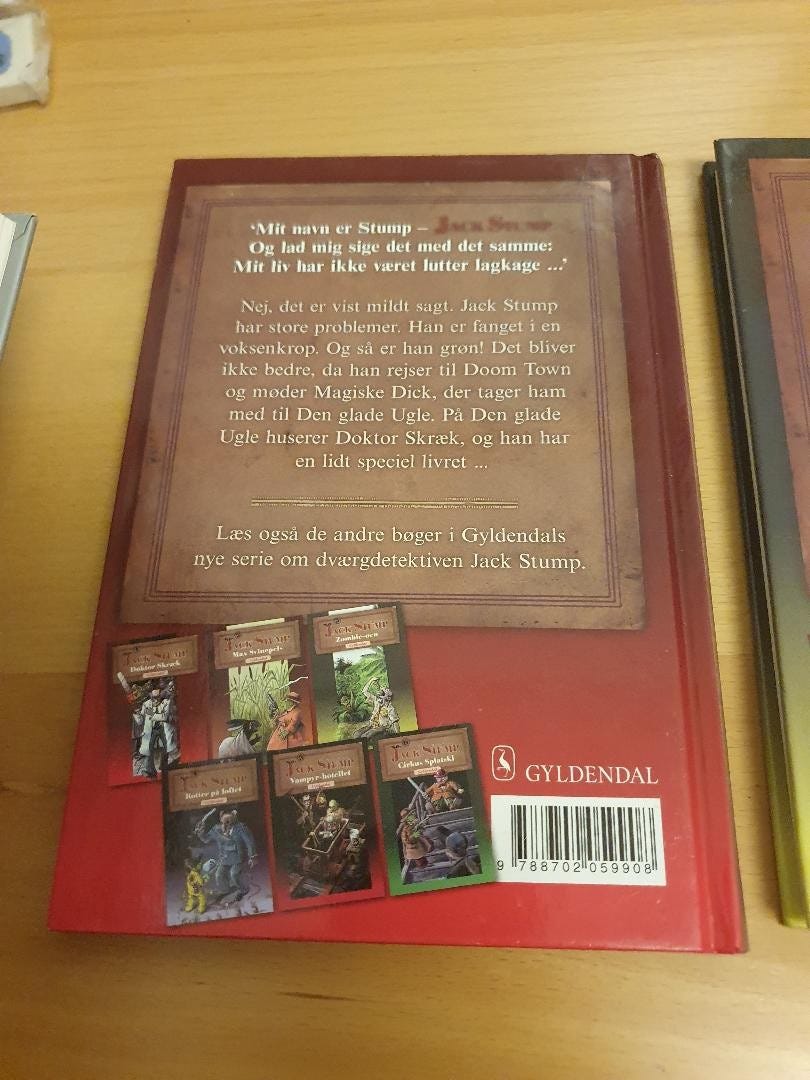 'Mit navn er Stump – JACK STUMP
Og lad mig sige det med det samme:
Mit liv har ikke været lutter lagkage ...'
Nej, det er vist mildt sagt. Jack Stump
har store problemer. Han er fanget i en
voksenkrop. Og så er han grøn! Det bliver
ikke bedre, da han rejser til Doom Town
og møder Magiske Dick, der tager ham
med til Den glade Ugle. På Den glade
Ugle huserer Doktor Skræk, og han har
en lidt speciel livret ...
Læs også de andre bøger i Gyldendals
nye serie om dværgdetektiven Jack Stump.
JACK STUMP
Doktor Skræk
JACK STUMP
Max Svinepels
JACK STUMP
Zombie-øen
JACK STUMP
Rotter på loftet
JACK STUMP
Vampyr-hotellet
JACK STUMP
Cirkus Splatski
GYLDENDAL
9 788702 059908